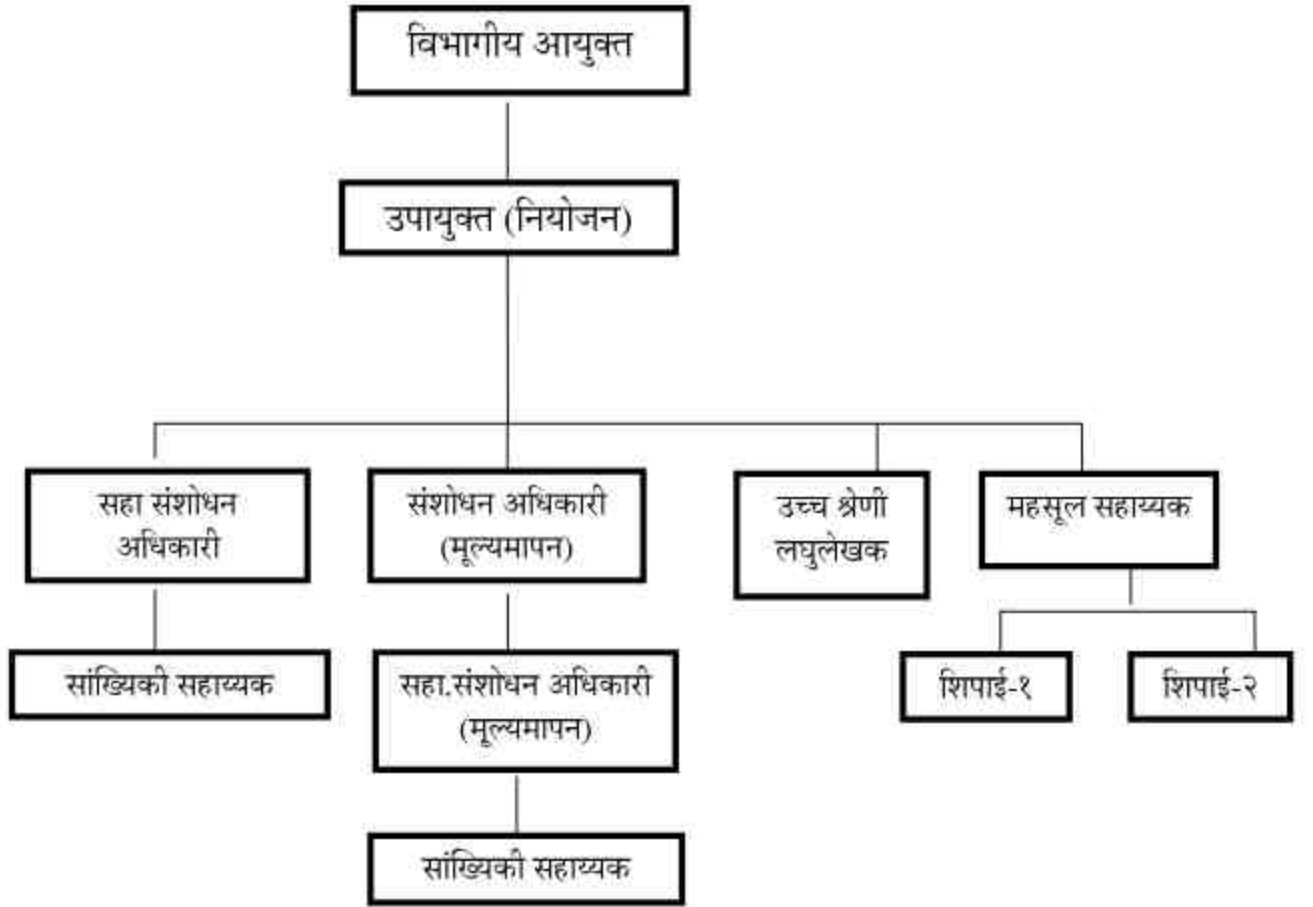 विभागीय आयुक्त
उपायुक्त (नियोजन)
सहा संशोधन
अधिकारी
संशोधन अधिकारी
(मूल्यमापन)
उच्च श्रेणी
लघुलेखक
महसूल सहाय्यक
सांख्यिकी सहाय्यक
सहा.संशोधन अधिकारी
(मूल्यमापन)
शिपाई-१
शिपाई-२
सांख्यिकी सहाय्यक